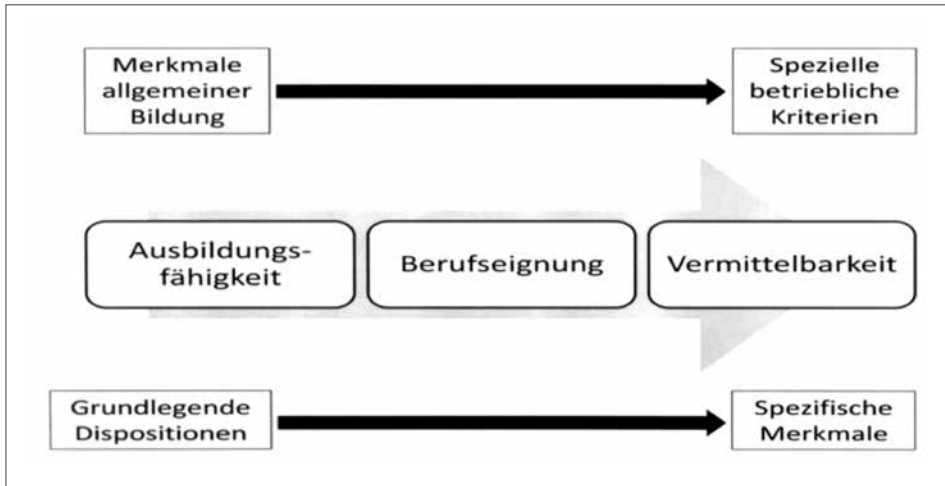 Merkmale
allgemeiner
Bildung
Spezielle
betriebliche
Kriterien
Ausbildungs-
fähigkeit
Berufseignung
Vermittelbarkeit
Grundlegende
Dispositionen
Spezifische
Merkmale